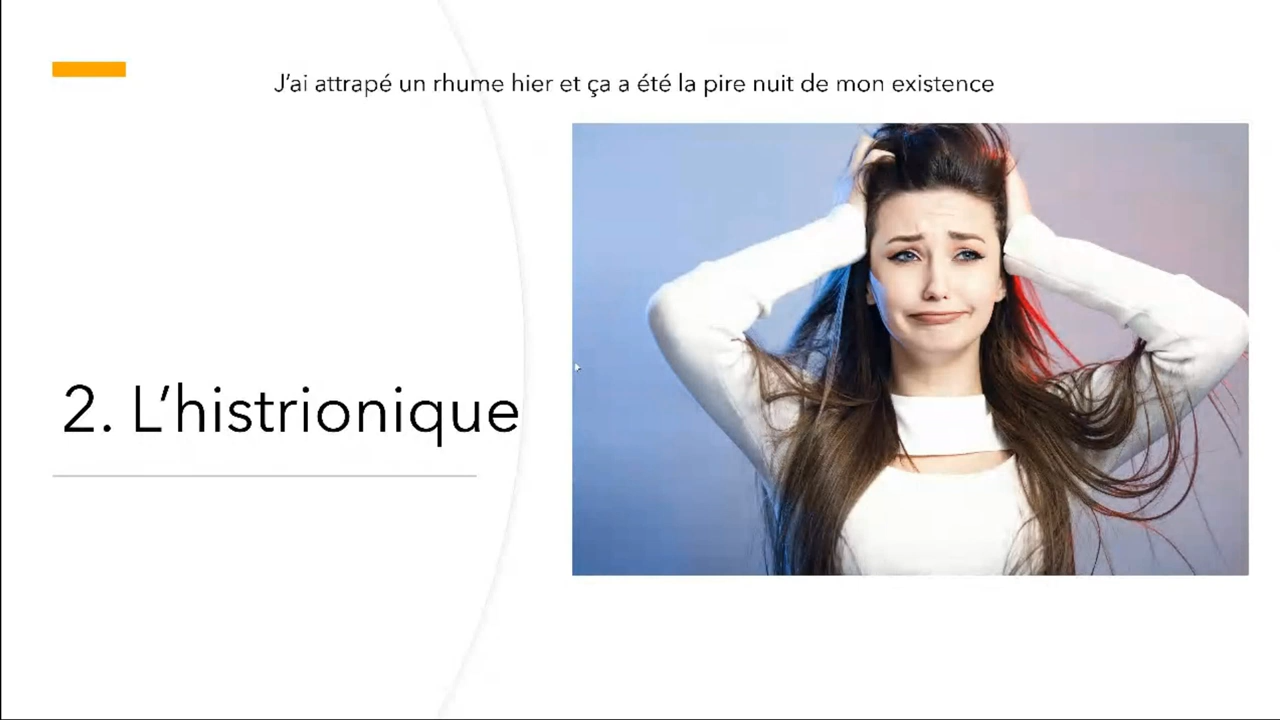 J'ai attrapé un rhume hier et ça a été la pire nuit de mon existence
2. L'histrionique